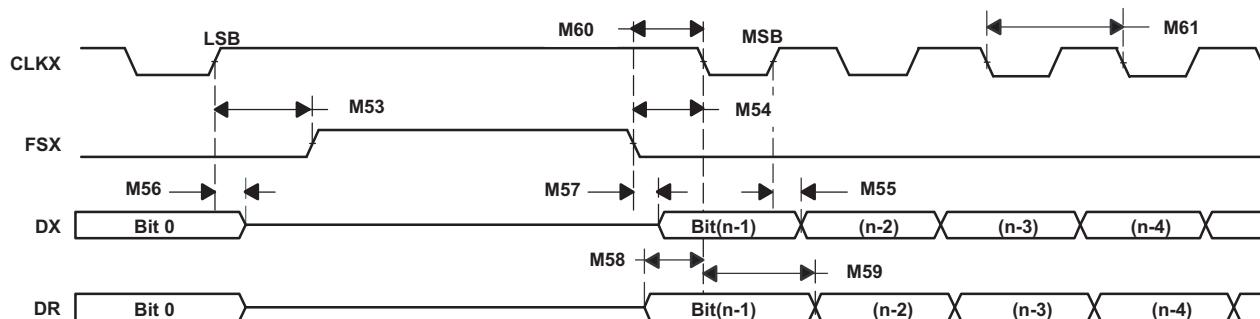 M60
LSB
MSB
M61
CLKX
M53
M54
FSX
M56
M57
M55
DX
Bit 0
Bit(n-1)
(n-2)
(n-3)
(n-4)
M58
M59
DR
Bit 0
Bit(n-1)
(n-2)
(n-3)
(n-4)